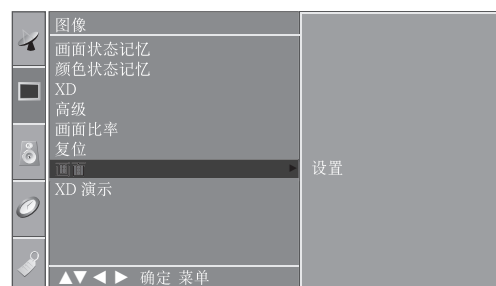 图像
画面状态记忆
颜色状态记忆
XD
高级
画面比率
复位
设置
XD 演示
▲▼ ◀ ▶ 确定 菜单